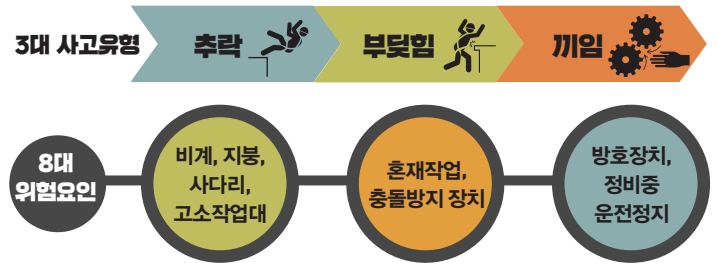 3대 사고유형
추락
부딪힘
끼임
8대
위험요인
비계, 지붕,
사다리,
고소작업대
혼재작업,
충돌방지 장치
방호장치,
정비중
운전정지